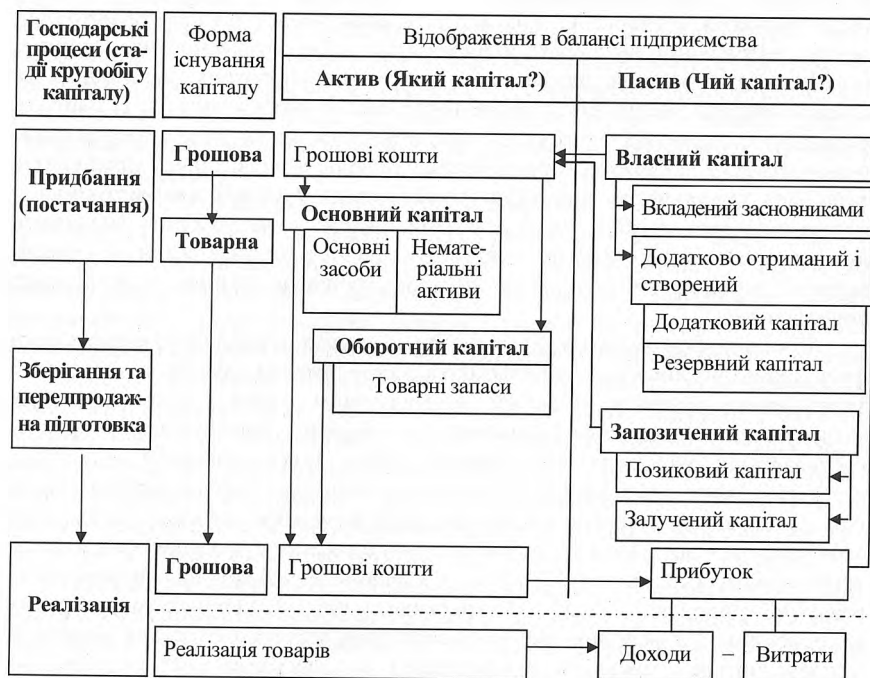 Господарські
процеси (ста-
дії кругообігу
капіталу)
Форма
існування
капіталу
Відображення в балансі підприємства
Актив (Який капітал?)
Пасив (Чий капітал?)
Придбання
(постачання)
Грошова
Товарна
Грошові кошти
Основний капітал
Основні
засоби
Немате-
ріальні
активи
Власний капітал
Вкладений засновниками
Додатково отриманий і
створений
Додатковий капітал
Резервний капітал
Зберігання та
передпродаж-
на підготовка
Оборотний капітал
Товарні запаси
Запозичений капітал
Позиковий капітал
Залучений капітал
Реалізація
Грошова
Грошові кошти
Прибуток
Реалізація товарів
Доходи – Витрати